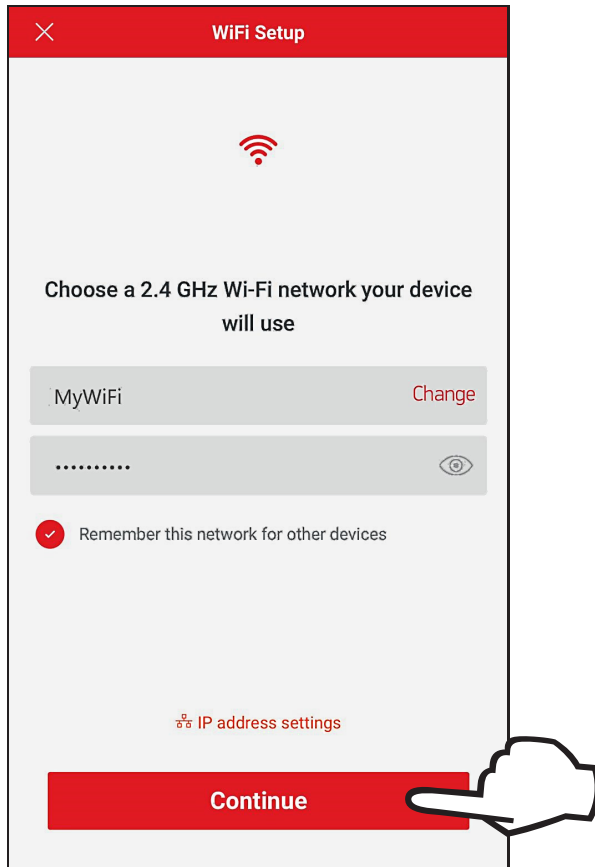 WiFi Setup
Choose a 2.4 GHz Wi-Fi network your device
will use
MyWiFi Change
••••••••••
Remember this network for other devices
IP address settings
Continue